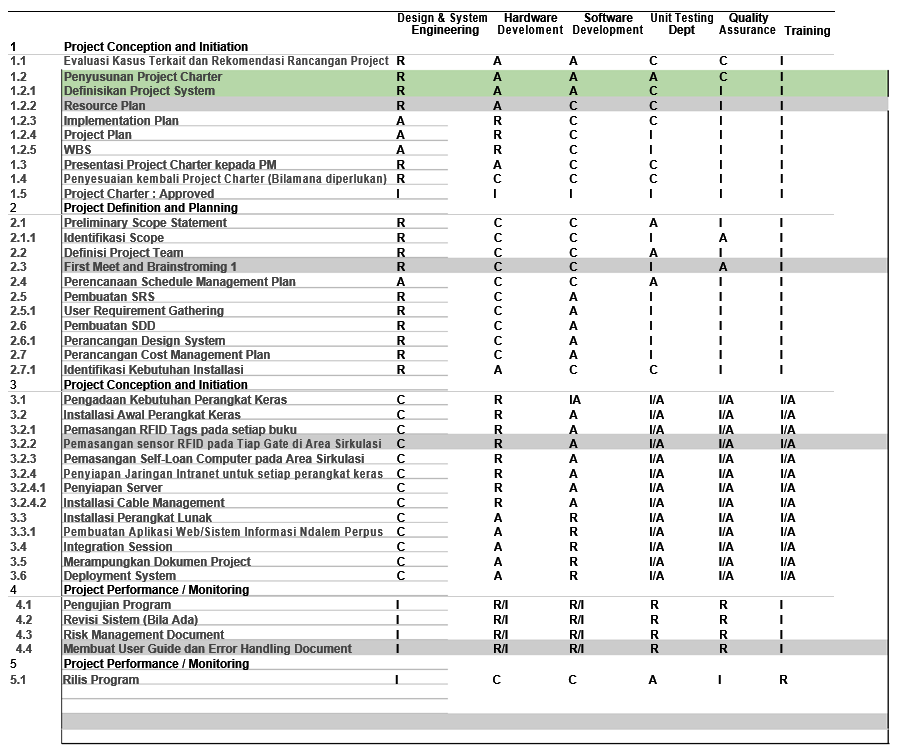 Design & System Engineering Hardware Develoment Software Development Unit Testing Dept Quality Assurance Training
1 Project Conception and Initiation
1.1 Evaluasi Kasus Terkait dan Rekomendasi Rancangan Project R A A C C I
1.2 Penyusunan Project Charter R A A A C I
1.2.1 Definisikan Project System R A A C I I
1.2.2 Resource Plan R A C C I I
1.2.3 Implementation Plan A R C C I I
1.2.4 Project Plan A R C I I I
1.2.5 WBS A R C I I I
1.3 Presentasi Project Charter kepada PM R A C C I I
1.4 Penyesuaian kembali Project Charter (Bilamana diperlukan) R C C C I I
1.5 Project Charter : Approved I I I I I I
2 Project Definition and Planning
2.1 Preliminary Scope Statement R C C A I I
2.1.1 Identifikasi Scope R C C I A I
2.2 Definisi Project Team R C C A I I
2.3 First Meet and Brainstroming 1 R C C I A I
2.4 Perencanaan Schedule Management Plan A C C A I I
2.5 Pembuatan SRS R C A I I I
2.5.1 User Requirement Gathering R C A I I I
2.6 Pembuatan SDD R C A I I I
2.6.1 Perancangan Design System R C A I I I
2.7 Perancangan Cost Management Plan R C A I I I
2.7.1 Identifikasi Kebutuhan Installasi R A C C I I
3 Project Conception and Initiation
3.1 Pengadaan Kebutuhan Perangkat Keras C R IA I/A I/A I/A
3.2 Installasi Awal Perangkat Keras C R A I/A I/A I/A
3.2.1 Pemasangan RFID Tags pada setiap buku C R A I/A I/A I/A
3.2.2 Pemasangan sensor RFID pada Tiap Gate di Area Sirkulasi C R A I/A I/A I/A
3.2.3 Pemasangan Self-Loan Computer pada Area Sirkulasi C R A I/A I/A I/A
3.2.4 Penyiapan Jaringan Intranet untuk setiap perangkat keras C R A I/A I/A I/A
3.2.4.1 Penyiapan Server C R A I/A I/A I/A
3.2.4.2 Installasi Cable Management C R A I/A I/A I/A
3.3 Installasi Perangkat Lunak C A R I/A I/A I/A
3.3.1 Pembuatan Aplikasi Web/Sistem Informasi Ndalem Perpus C A R I/A I/A I/A
3.4 Integration Session C A R I/A I/A I/A
3.5 Merampungkan Dokumen Project C A R I/A I/A I/A
3.6 Deployment System C A R I/A I/A I/A
4 Project Performance / Monitoring
4.1 Pengujian Program I R/I R/I R R I
4.2 Revisi Sistem (Bila Ada) I R/I R/I R R I
4.3 Risk Management Document I R/I R/I R R I
4.4 Membuat User Guide dan Error Handling Document I R/I R/I R R I
5 Project Performance / Monitoring
5.1 Rilis Program I C C A I R